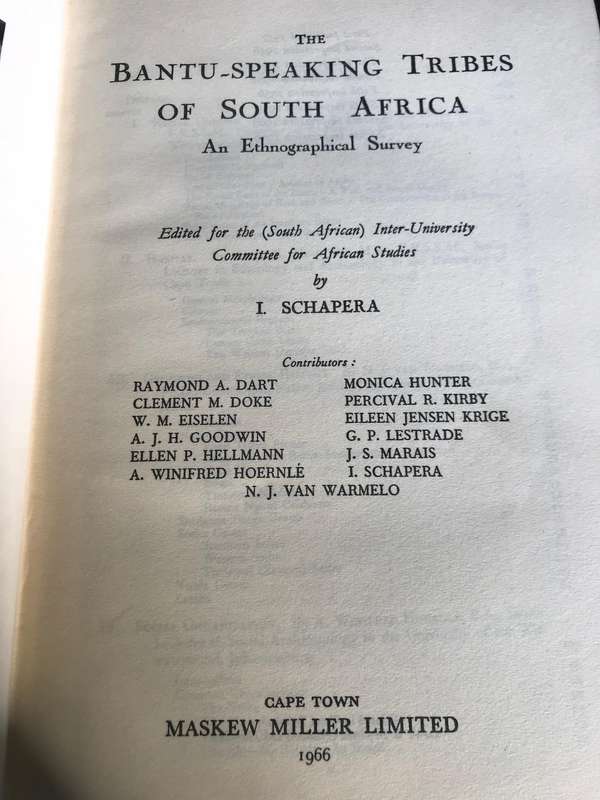 THE
BANTU-SPEAKING TRIBES
OF SOUTH AFRICA
An Ethnographical Survey
Edited for the (South African) Inter-University
Committee for African Studies
by
I. SCHAPERA
Contributors:
RAYMOND A. DART
CLEMENT M. DOKE
W. M. EISELEN
A. J. H. GOODWIN
ELLEN P. HELLMANN
A. WINIFRED HOERNLÉ
MONICA HUNTER
PERCIVAL R. KIRBY
EILEEN JENSEN KRIGE
G. P. LESTRADE
J. S. MARAIS
I. SCHAPERA
N. J. VAN WARMELO
CAPE TOWN
MASKEW MILLER LIMITED
1966